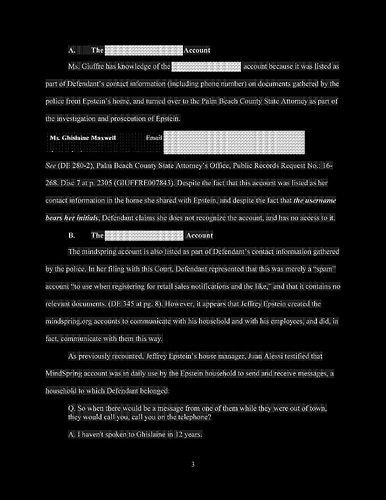 A. The Account
Ms. Giuffre has knowledge of the account because it was listed as
part of Defendant's contact information (including phone number) on documents gathered by the
police from Epstein's home, and turned over to the Palm Beach County State Attorney as part of
the investigation and prosecution of Epstein.
Ms. Ghislaine Maxwell Email
See (DE 280-2), Palm Beach County State Attorney's Office, Public Records Request No.: 16-
268, Disc 7 at p. 2305 (GIUFFRE007843). Despite the fact that this account was listed as her
contact information in the home she shared with Epstein, and despite the fact that the username
bears her initials, Defendant claims she does not recognize the account, and has no access to it.
B. The Account
The mindspring account is also listed as part of Defendant's contact information gathered
by the police. In her filing with this Court, Defendant represented that this was merely a "spam"
account "to use when registering for retail sales notifications and the like," and that it contains no
relevant documents. (DE 345 at pg. 8). However, it appears that Jeffrey Epstein created the
mindspring.org accounts to communicate with his household and with his employees, and did, in
fact, communicate with them this way.
As previously recounted, Jeffrey Epstein's house manager, Juan Alessi testified that
MindSpring account was in daily use by the Epstein household to send and receive messages, a
household to which Defendant belonged:
Q. So when there would be a message from one of them while they were out of town,
they would call you, call you on the telephone?
A. I haven't spoken to Ghislaine in 12 years.
3